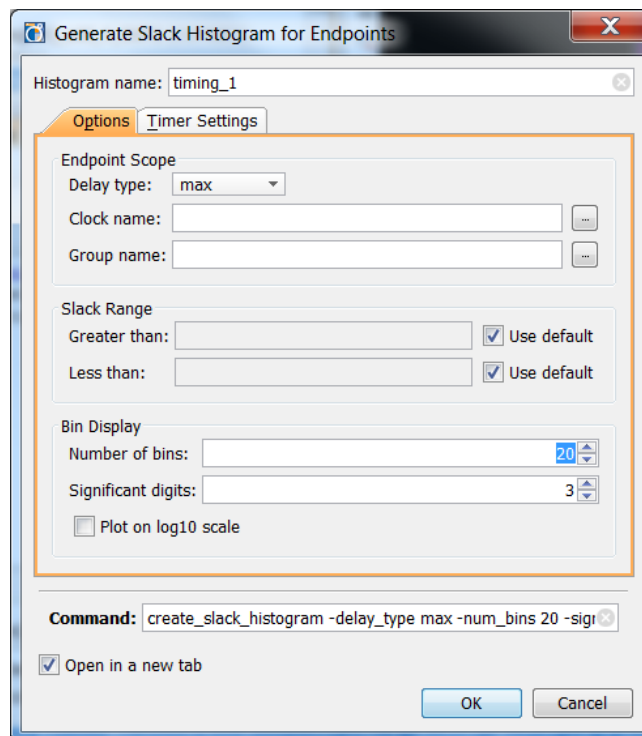 Generate Slack Histogram for Endpoints
Histogram name: timing_1
Options Timer Settings
Endpoint Scope
Delay type: max
Clock name: ...
Group name: ...
Slack Range
Greater than: Use default
Less than: Use default
Bin Display
Number of bins: 20
Significant digits: 3
Plot on log10 scale
Command: create_slack_histogram -delay_type max -num_bins 20 -sigr
Open in a new tab
OK Cancel